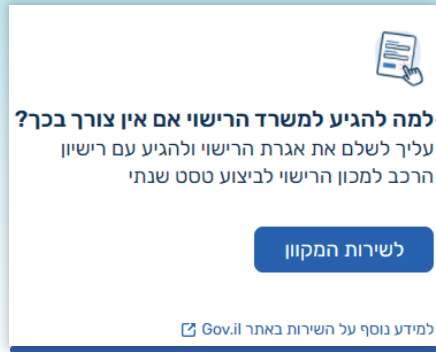 למה להגיע למשרד הרישוי אם אין צורך בכך?
עליך לשלם את אגרת הרישוי ולהגיע עם רישיון
הרכב למכון הרישוי לביצוע טסט שנתי
לשירות המקוון
למידע נוסף על השירות באתר Gov.il